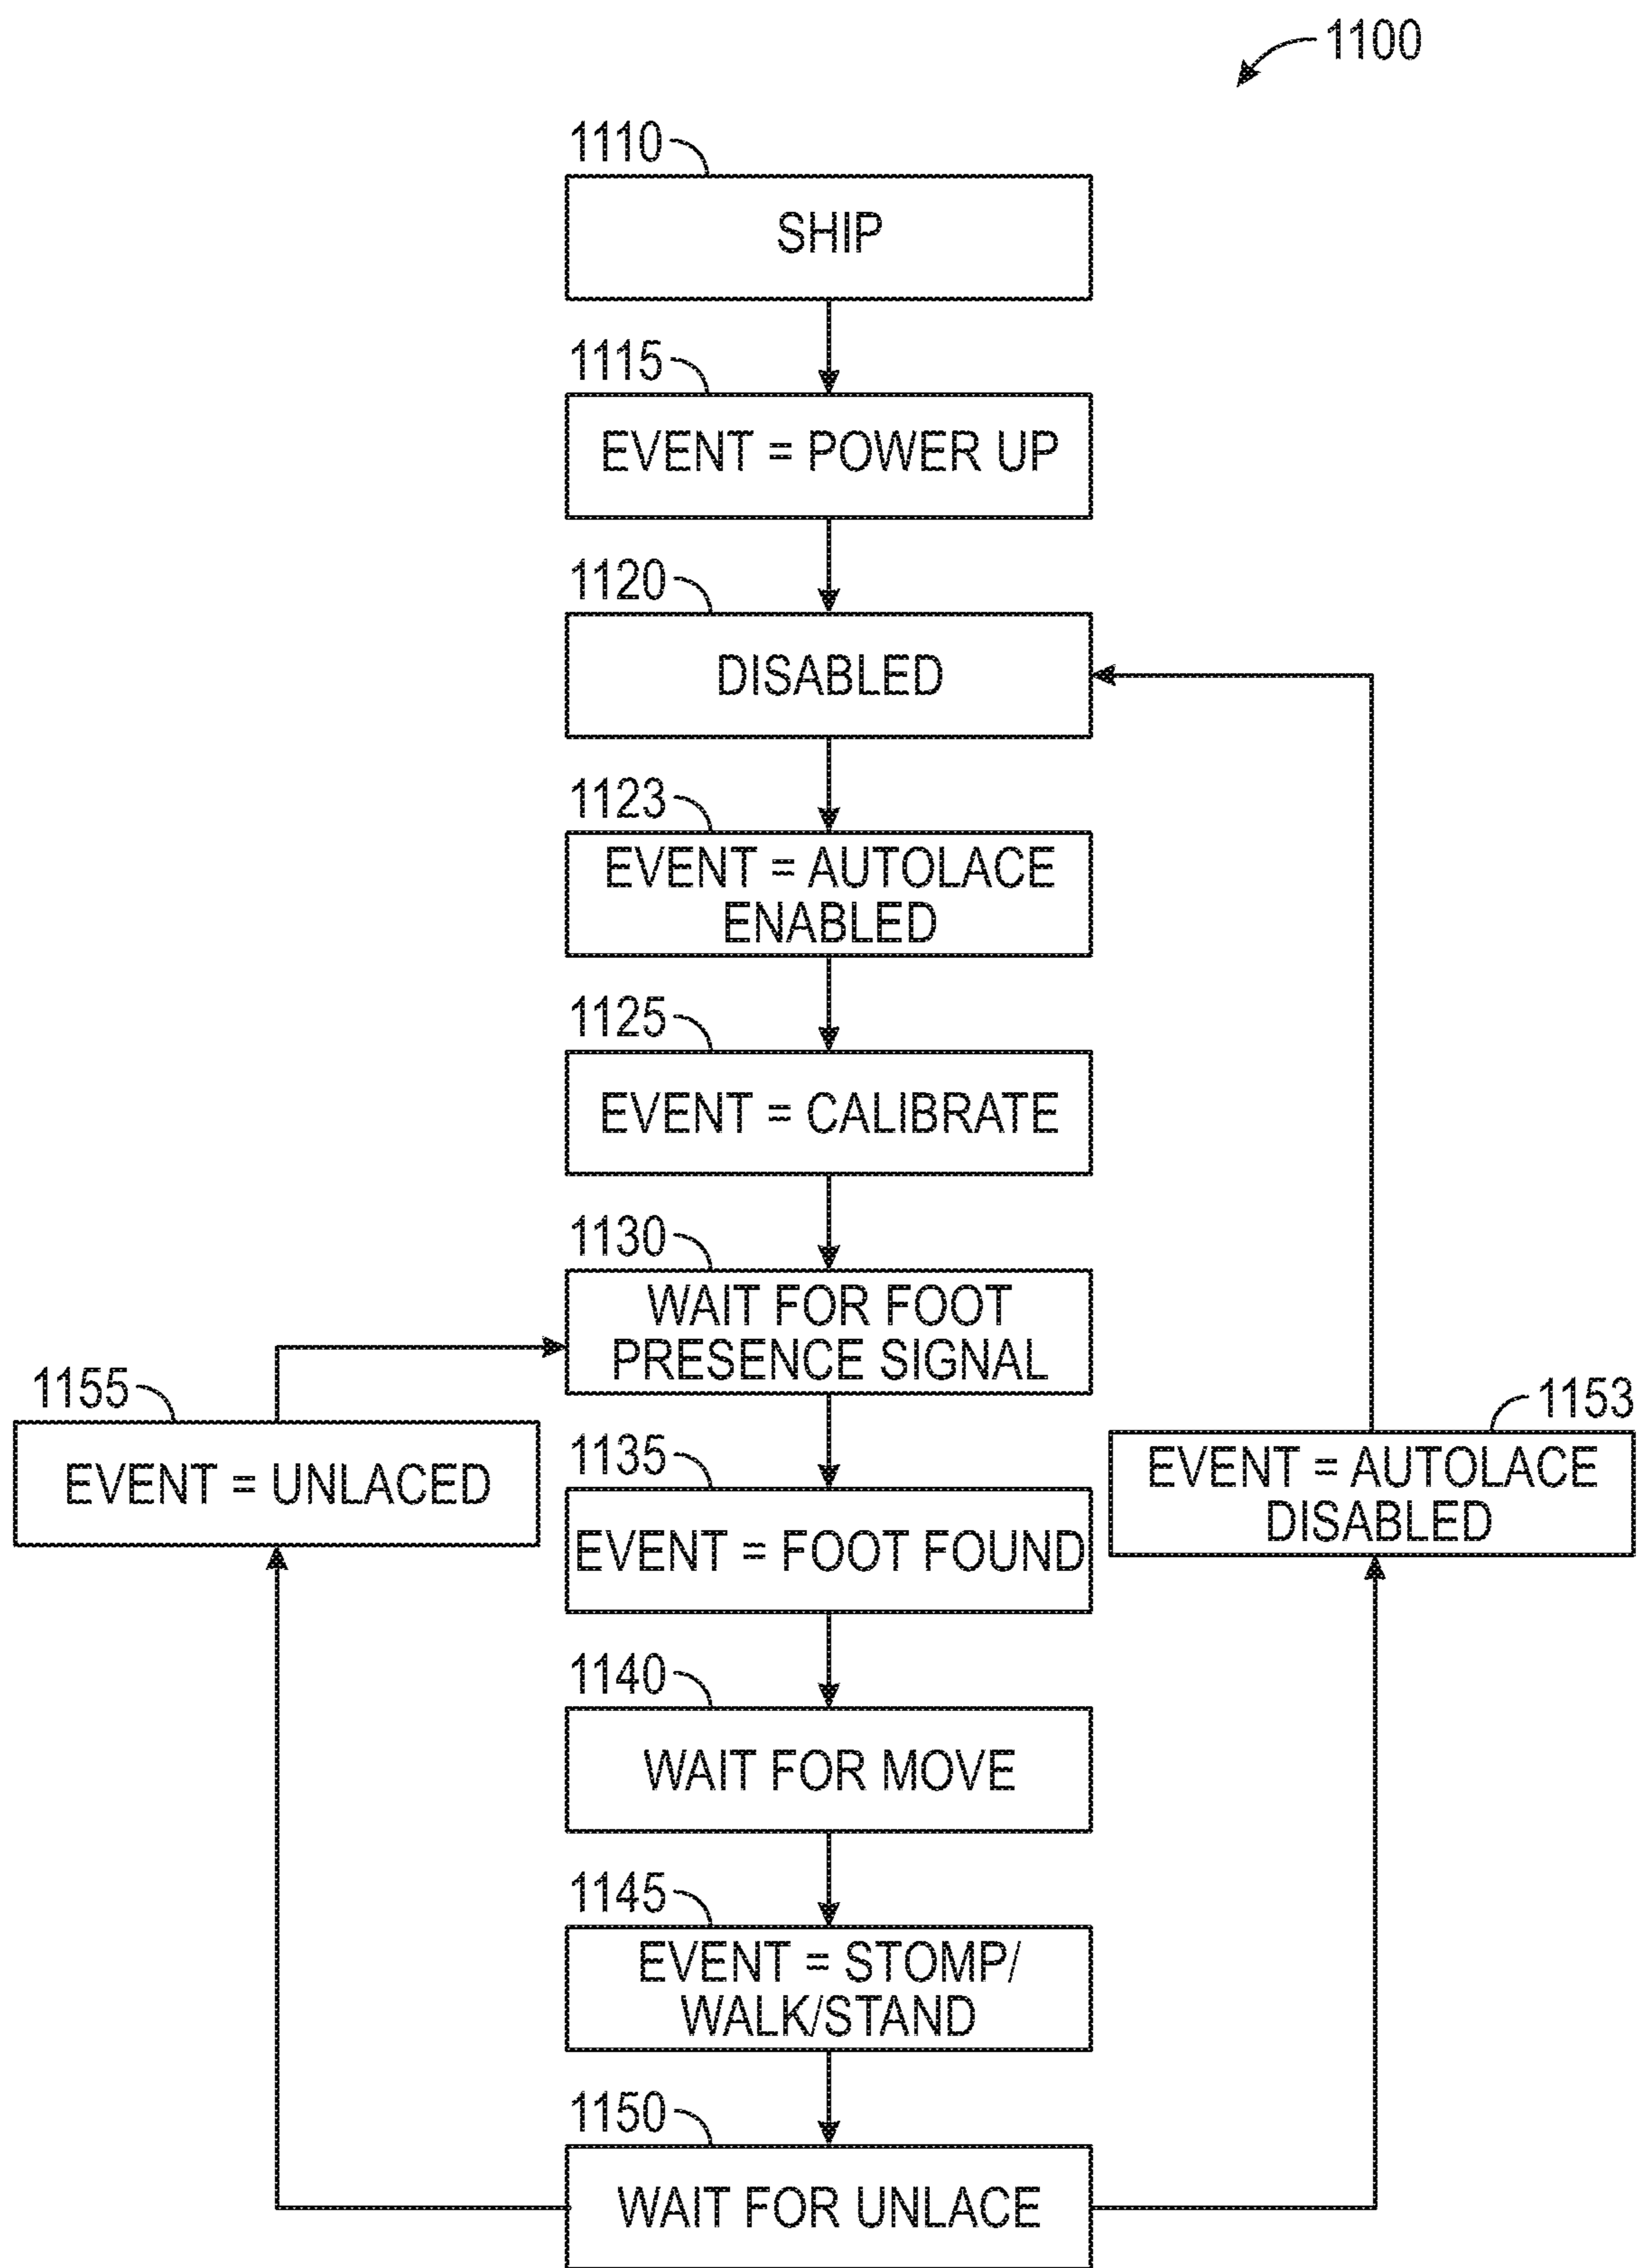 1100
1110
SHIP
1115
EVENT = POWER UP
1120
DISABLED
1123
EVENT = AUTOLACE
ENABLED
1125
EVENT = CALIBRATE
1130
WAIT FOR FOOT
PRESENCE SIGNAL
1155
EVENT = UNLACED
1153
EVENT = AUTOLACE
DISABLED
1135
EVENT = FOOT FOUND
1140
WAIT FOR MOVE
1145
EVENT = STOMP/
WALK/STAND
1150
WAIT FOR UNLACE